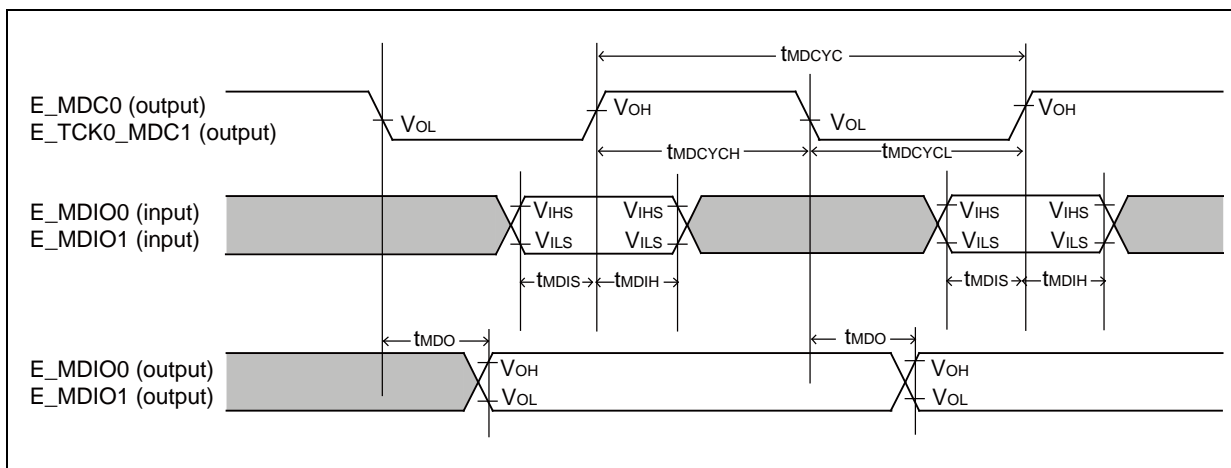 tMDCYC
E_MDC0 (output)
E_TCK0_MDC1 (output)
VOL
VOH
VOL
VOH
tMDCYCH
tMDCYCL
E_MDIO0 (input)
E_MDIO1 (input)
VIHS
VIHS
VIHS
VIHS
VILS
VILS
VILS
VILS
tMDIS
tMDIH
tMDIS
tMDIH
tMDO
tMDO
E_MDIO0 (output)
E_MDIO1 (output)
VOH
VOH
VOL
VOL